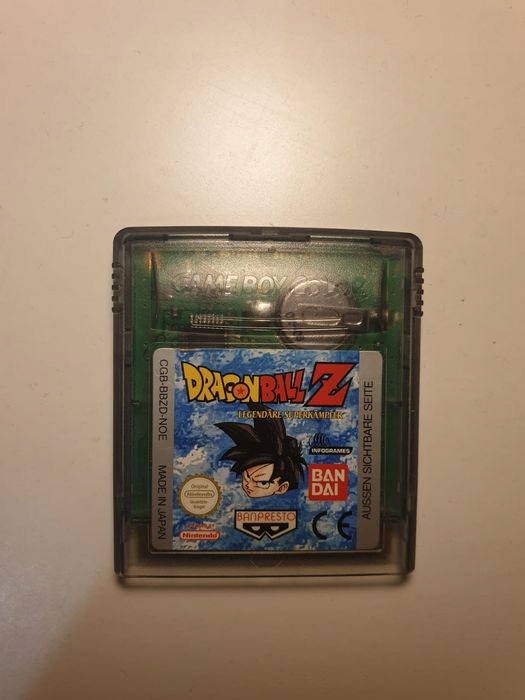 GAME BOY COLOR
DRAGON BALL Z
LEGENDÄRE SUPERKÄMPFER
INFOGRAMES
BAN
DAI
Original
Nintendo
BANPRESTO
Nintendo
CE
CGB-BBZD-NOE MADE IN JAPAN
AUSSEN SICHTBARE SEITE